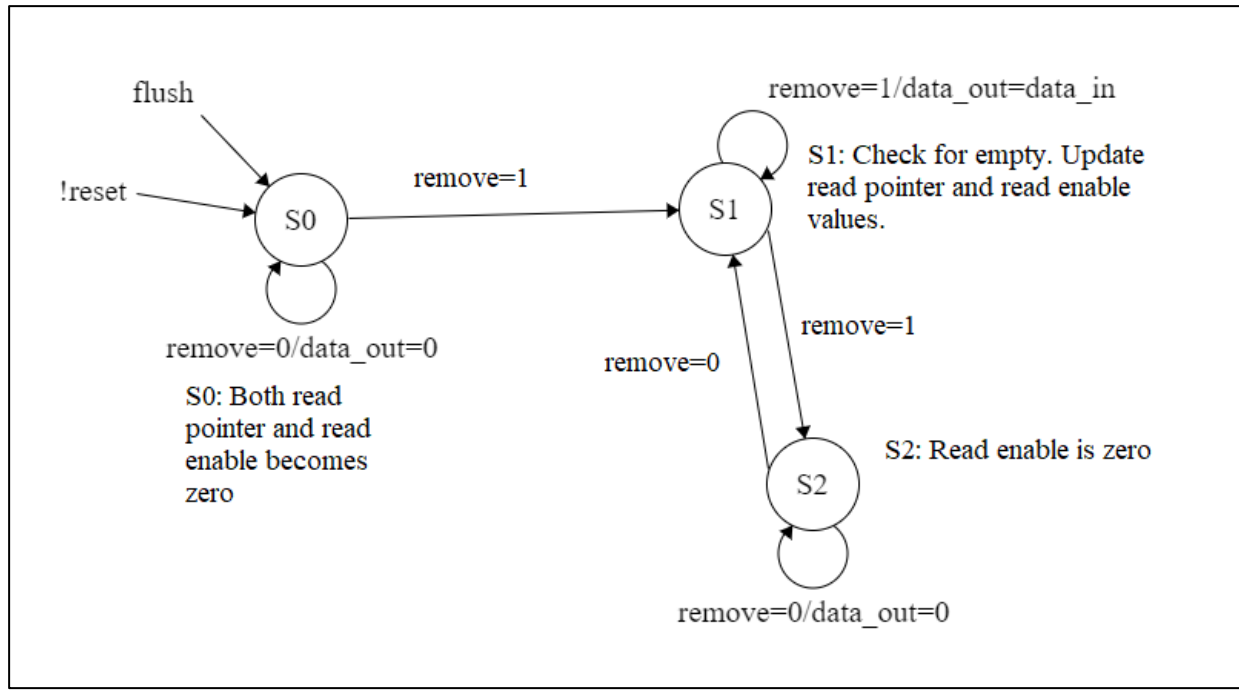 flush
!reset
S0
remove=1
remove=0/data_out=0
S0: Both read
pointer and read
enable becomes
zero
remove=1/data_out=data_in
S1
S1: Check for empty. Update
read pointer and read enable
values.
remove=1
remove=0
S2
S2: Read enable is zero
remove=0/data_out=0